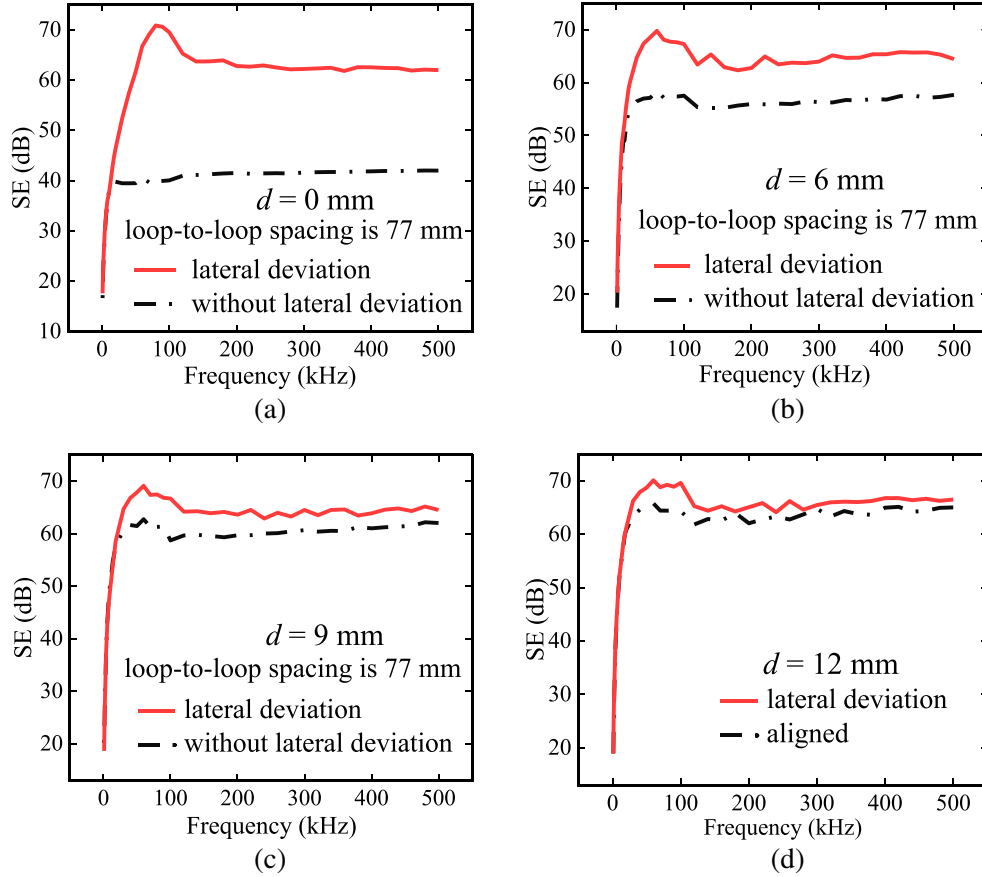 70
60
50
40
30
20
10
SE (dB)
d = 0 mm
loop-to-loop spacing is 77 mm
lateral deviation
without lateral deviation
0 100 200 300 400 500
Frequency (kHz)
(a)
70
60
50
40
30
20
SE (dB)
d = 6 mm
loop-to-loop spacing is 77 mm
lateral deviation
without lateral deviation
0 100 200 300 400 500
Frequency (kHz)
(b)
70
60
50
40
30
20
SE (dB)
d = 9 mm
loop-to-loop spacing is 77 mm
lateral deviation
without lateral deviation
0 100 200 300 400 500
Frequency (kHz)
(c)
70
60
50
40
30
20
SE (dB)
d = 12 mm
lateral deviation
aligned
0 100 200 300 400 500
Frequency (kHz)
(d)